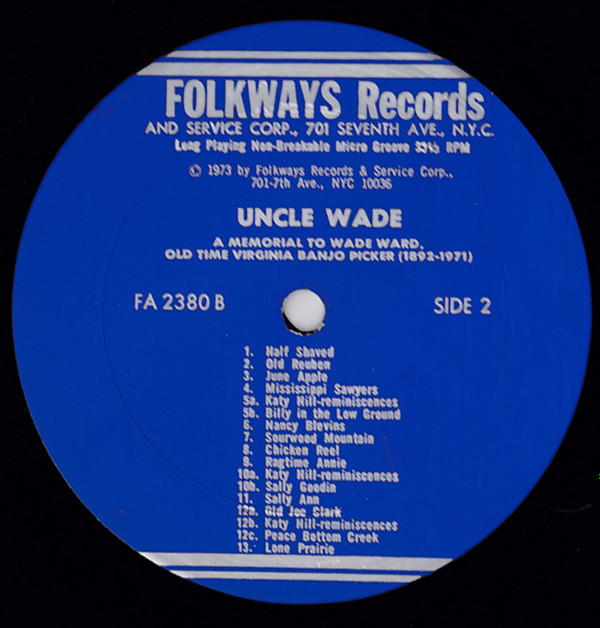 FOLKWAYS Records
AND SERVICE CORP., 701 SEVENTH AVE., N.Y.C.
Long Playing Non-Breakable Micro Groove 33⅓ RPM
© 1973 by Folkways Records & Service Corp.,
701-7th Ave., NYC 10036
UNCLE WADE
A MEMORIAL TO WADE WARD,
OLD TIME VIRGINIA BANJO PICKER (1892-1971)
FA 2380 B
SIDE 2
1. Half Shaved
2. Old Reuben
3. June Apple
4. Mississippi Sawyers
5a. Katy Hill-reminiscences
5b. Billy in the Low Ground
6. Nancy Blevins
7. Sourwood Mountain
8. Chicken Reel
9. Ragtime Annie
10a. Katy Hill-reminiscences
10b. Sally Goodin
11. Sally Ann
12a. Old Joe Clark
12b. Katy Hill-reminiscences
12c. Peace Bottom Creek
13. Lone Prairie